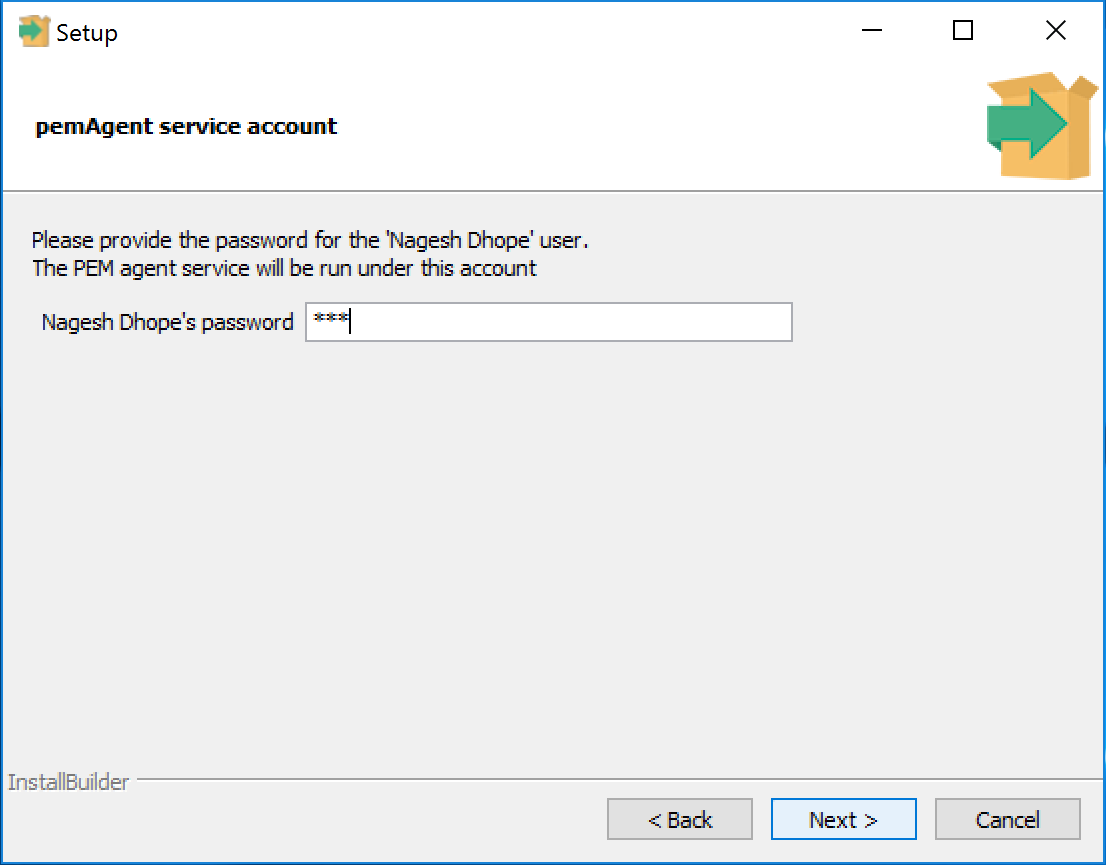 Setup
pemAgent service account
Please provide the password for the 'Nagesh Dhope' user.
The PEM agent service will be run under this account
Nagesh Dhope's password ***
InstallBuilder
< Back Next > Cancel